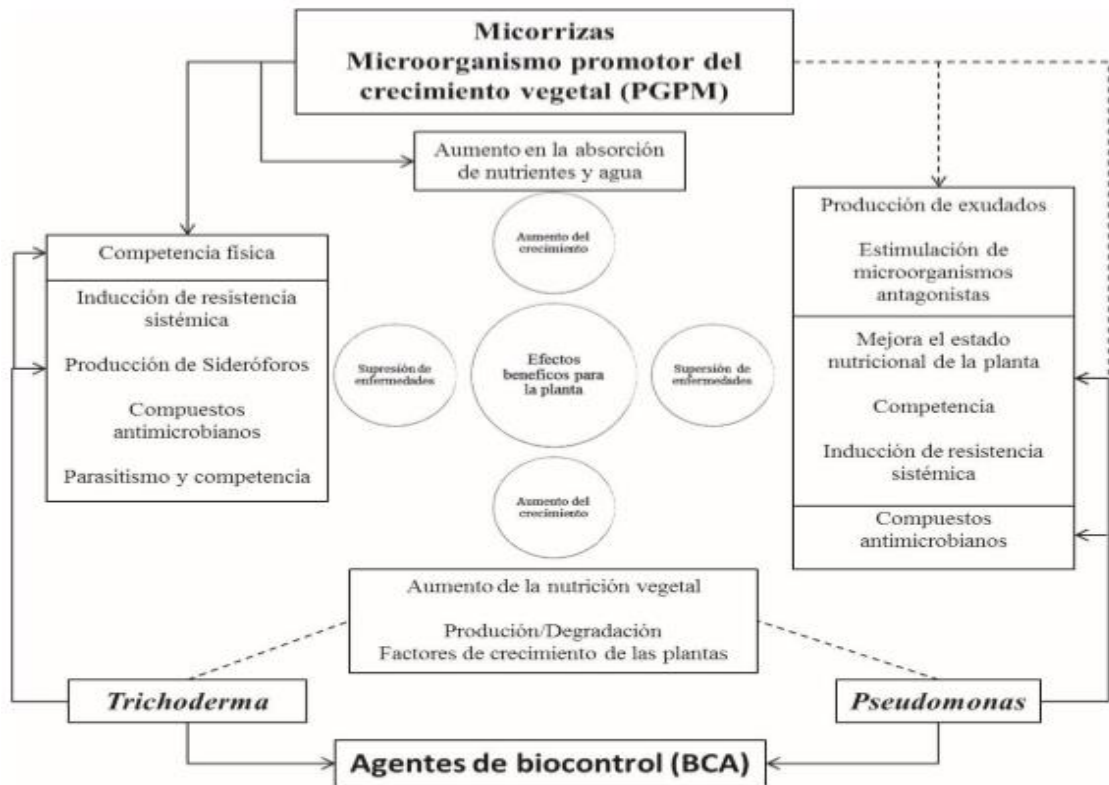 Micorrizas
Microorganismo promotor del
crecimiento vegetal (PGPM)
Aumento en la absorción
de nutrientes y agua
Competencia física
Inducción de resistencia
sistémica
Producción de Sideróforos
Compuestos
antimicrobianos
Parasitismo y competencia
Aumento del
crecimiento
Supresión de
enfermedades
Efectos
beneficos para
la planta
Supersión de
enfermedades
Aumento del
crecimiento
Producción de exudados
Estimulación de
microorganismos
antagonistas
Mejora el estado
nutricional de la planta
Competencia
Inducción de resistencia
sistémica
Compuestos
antimicrobianos
Aumento de la nutrición vegetal
Produción/Degradación
Factores de crecimiento de las plantas
Trichoderma
Pseudomonas
Agentes de biocontrol (BCA)